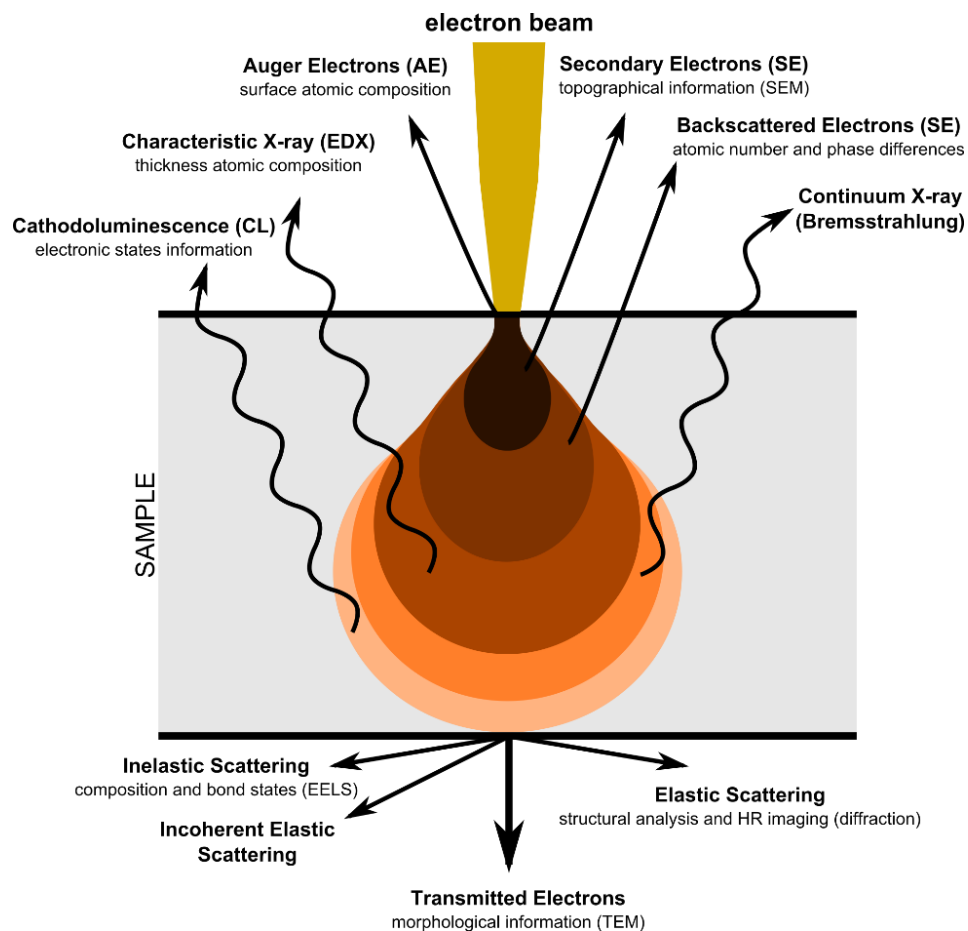 electron beam
Auger Electrons (AE)
surface atomic composition
Secondary Electrons (SE)
topographical information (SEM)
Characteristic X-ray (EDX)
thickness atomic composition
Backscattered Electrons (SE)
atomic number and phase differences
Cathodoluminescence (CL)
electronic states information
Continuum X-ray
(Bremsstrahlung)
SAMPLE
Inelastic Scattering
composition and bond states (EELS)
Incoherent Elastic
Scattering
Elastic Scattering
structural analysis and HR imaging (diffraction)
Transmitted Electrons
morphological information (TEM)